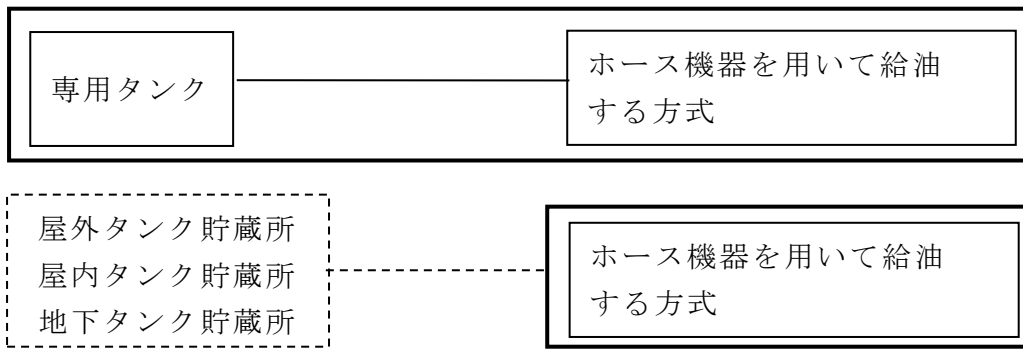 専用タンク
ホース機器を用いて給油
する方式
屋外タンク貯蔵所
屋内タンク貯蔵所
地下タンク貯蔵所
ホース機器を用いて給油
する方式